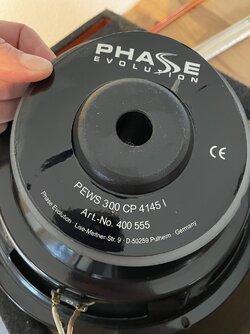 PHASE
EVOLUTION
CE
PEWS 300 CP 4145 I
Art.-No. 400 555
Phase Evolution Lise-Meitner-Str. 9 · D-50259 Pulheim · Germany